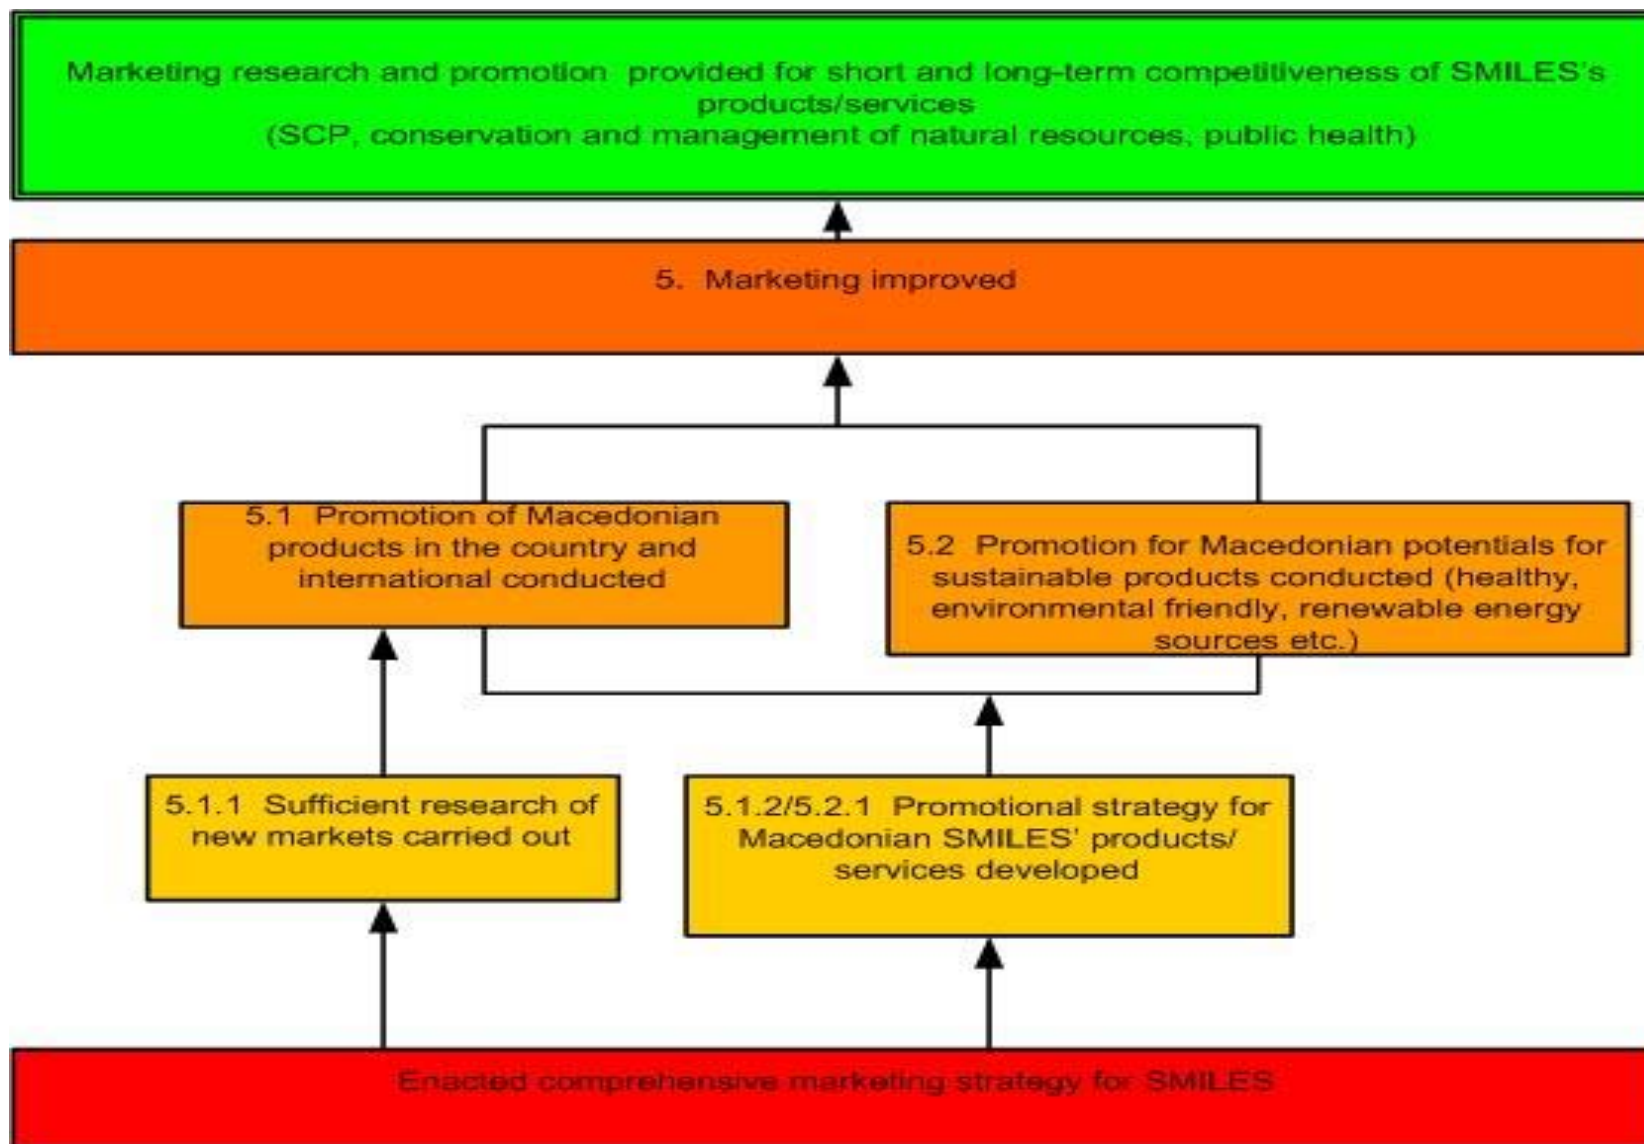 Marketing research and promotion provided for short and long-term competitiveness of SMILES's
products/services
(SCP, conservation and management of natural resources, public health)
5. Marketing improved
5.1 Promotion of Macedonian
products in the country and
international conducted
5.2 Promotion for Macedonian potentials for
sustainable products conducted (healthy,
environmental friendly, renewable energy
sources etc.)
5.1.1 Sufficient research of
new markets carried out
5.1.2/5.2.1 Promotional strategy for
Macedonian SMILES' products/
services developed
Enacted comprehensive marketing strategy for SMILES